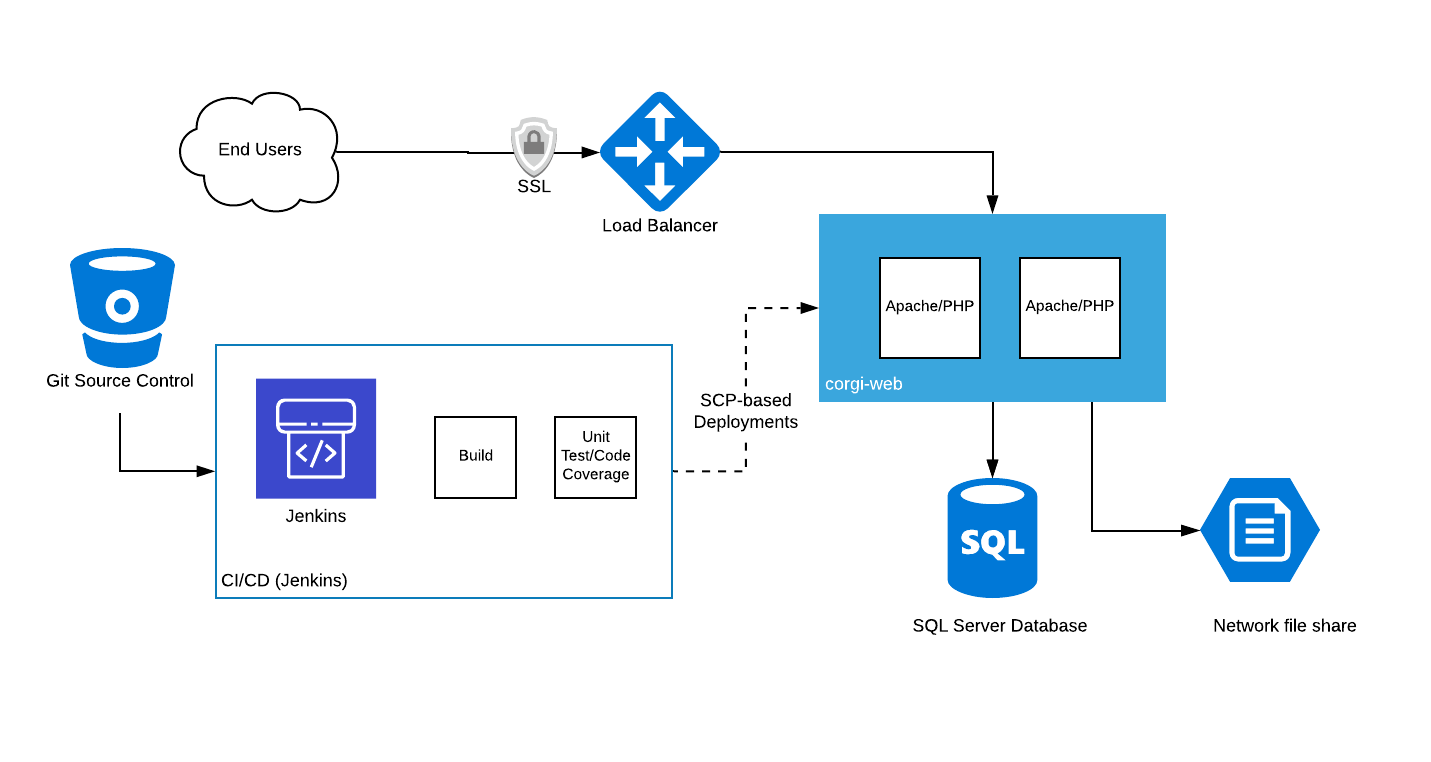 End Users
SSL
Load Balancer
Git Source Control
Apache/PHP
Apache/PHP
corgi-web
SCP-based
Deployments
Build
Unit
Test/Code
Coverage
Jenkins
CI/CD (Jenkins)
SQL
SQL Server Database
Network file share